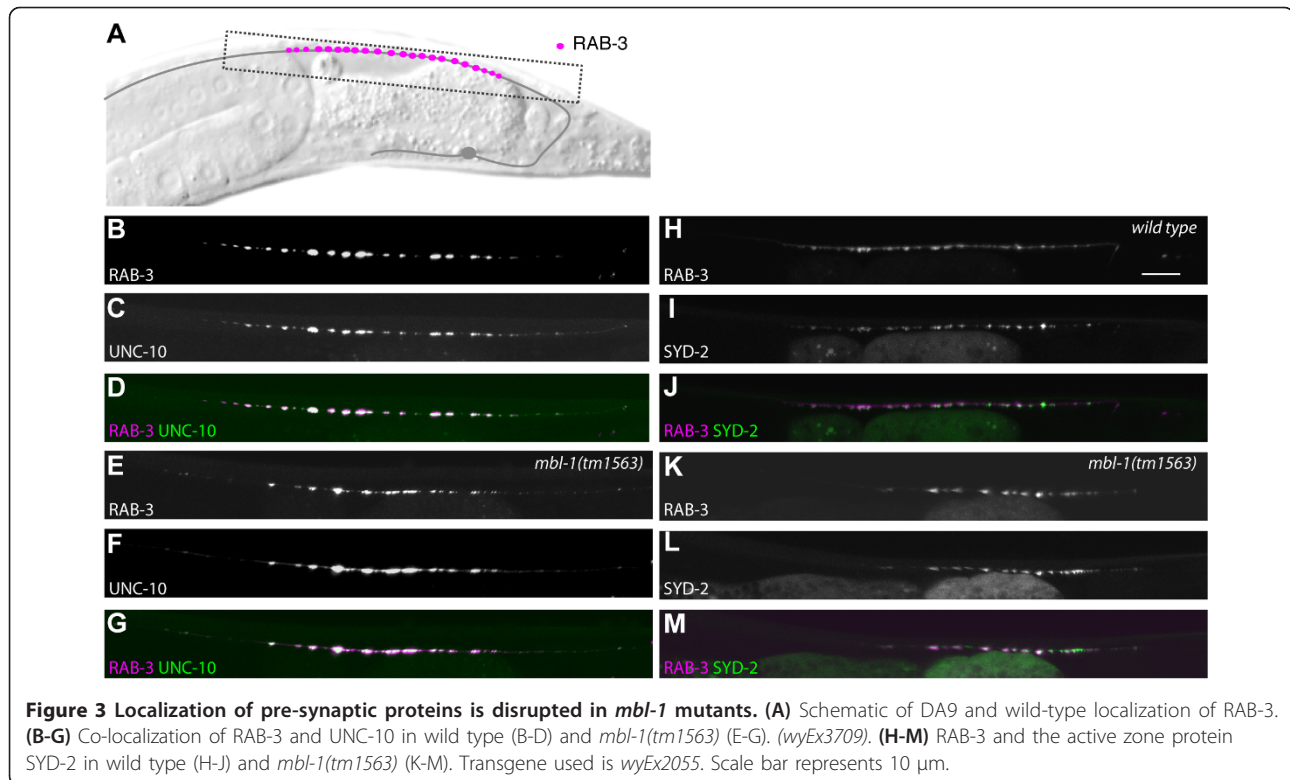 A
RAB-3
B
RAB-3
C
UNC-10
D
RAB-3 UNC-10
E
mbl-1(tm1563)
RAB-3
F
UNC-10
G
RAB-3 UNC-10
H
wild type
RAB-3
I
SYD-2
J
RAB-3 SYD-2
K
mbl-1(tm1563)
RAB-3
L
SYD-2
M
RAB-3 SYD-2
Figure 3 Localization of pre-synaptic proteins is disrupted in mbl-1 mutants. (A) Schematic of DA9 and wild-type localization of RAB-3.
(B-G) Co-localization of RAB-3 and UNC-10 in wild type (B-D) and mbl-1(tm1563) (E-G). (wyEx3709). (H-M) RAB-3 and the active zone protein
SYD-2 in wild type (H-J) and mbl-1(tm1563) (K-M). Transgene used is wyEx2055. Scale bar represents 10 μm.